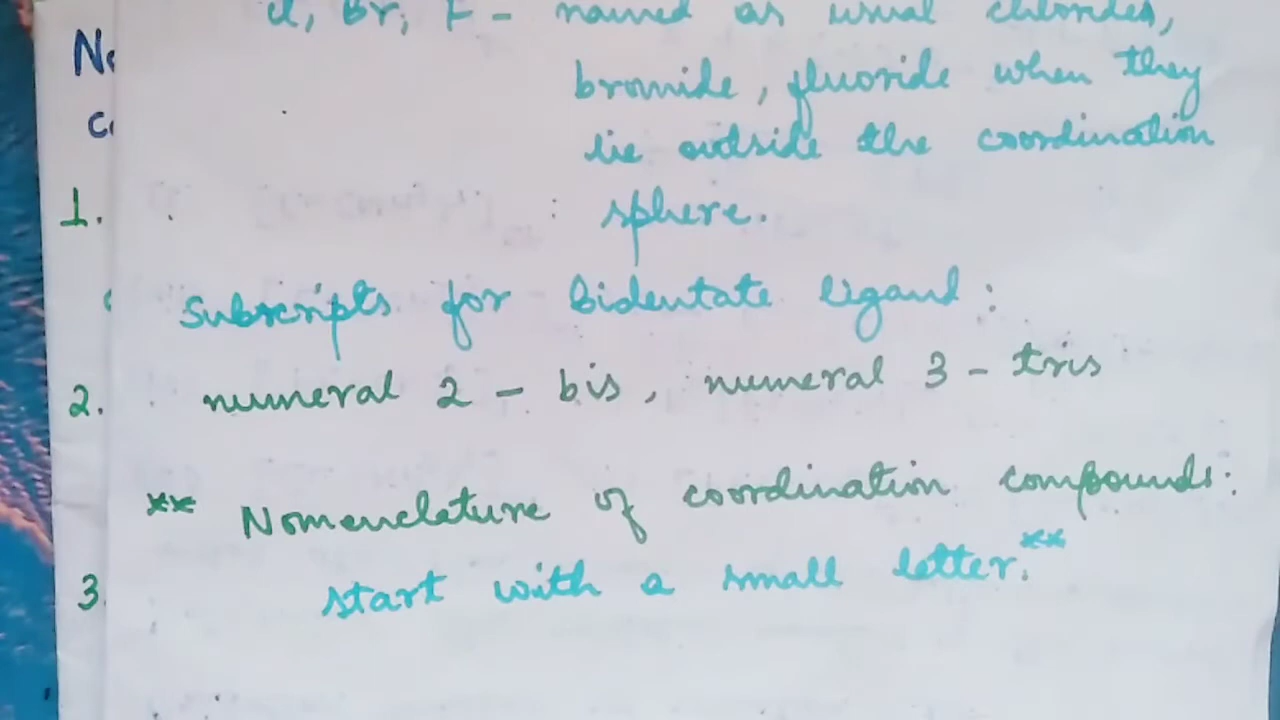 Cl, Br, F - named as usual chlorides,
bromide, fluoride when they
lie outside the coordination
sphere.
Subscripts for bidentate ligand:
numeral 2 - bis, numeral 3 - tris
** Nomenclature of coordination compounds:
start with a small letter.**
1.
2.
3.